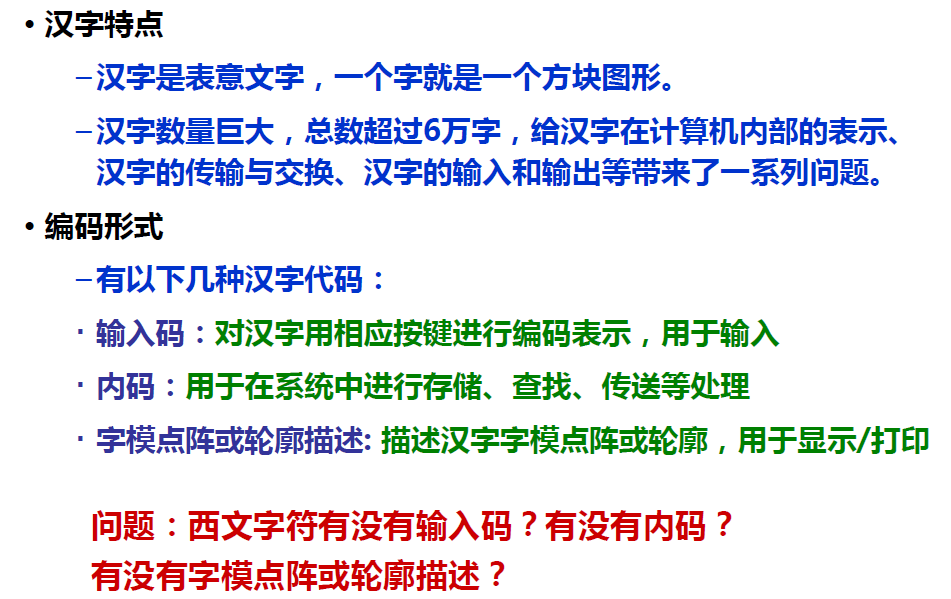 • 汉字特点
–汉字是表意文字，一个字就是一个方块图形。
–汉字数量巨大，总数超过6万字，给汉字在计算机内部的表示、
汉字的传输与交换、汉字的输入和输出等带来了一系列问题。
• 编码形式
–有以下几种汉字代码：
· 输入码：对汉字用相应按键进行编码表示，用于输入
· 内码：用于在系统中进行存储、查找、传送等处理
· 字模点阵或轮廓描述: 描述汉字字模点阵或轮廓，用于显示/打印
问题：西文字符有没有输入码？有没有内码？
有没有字模点阵或轮廓描述？